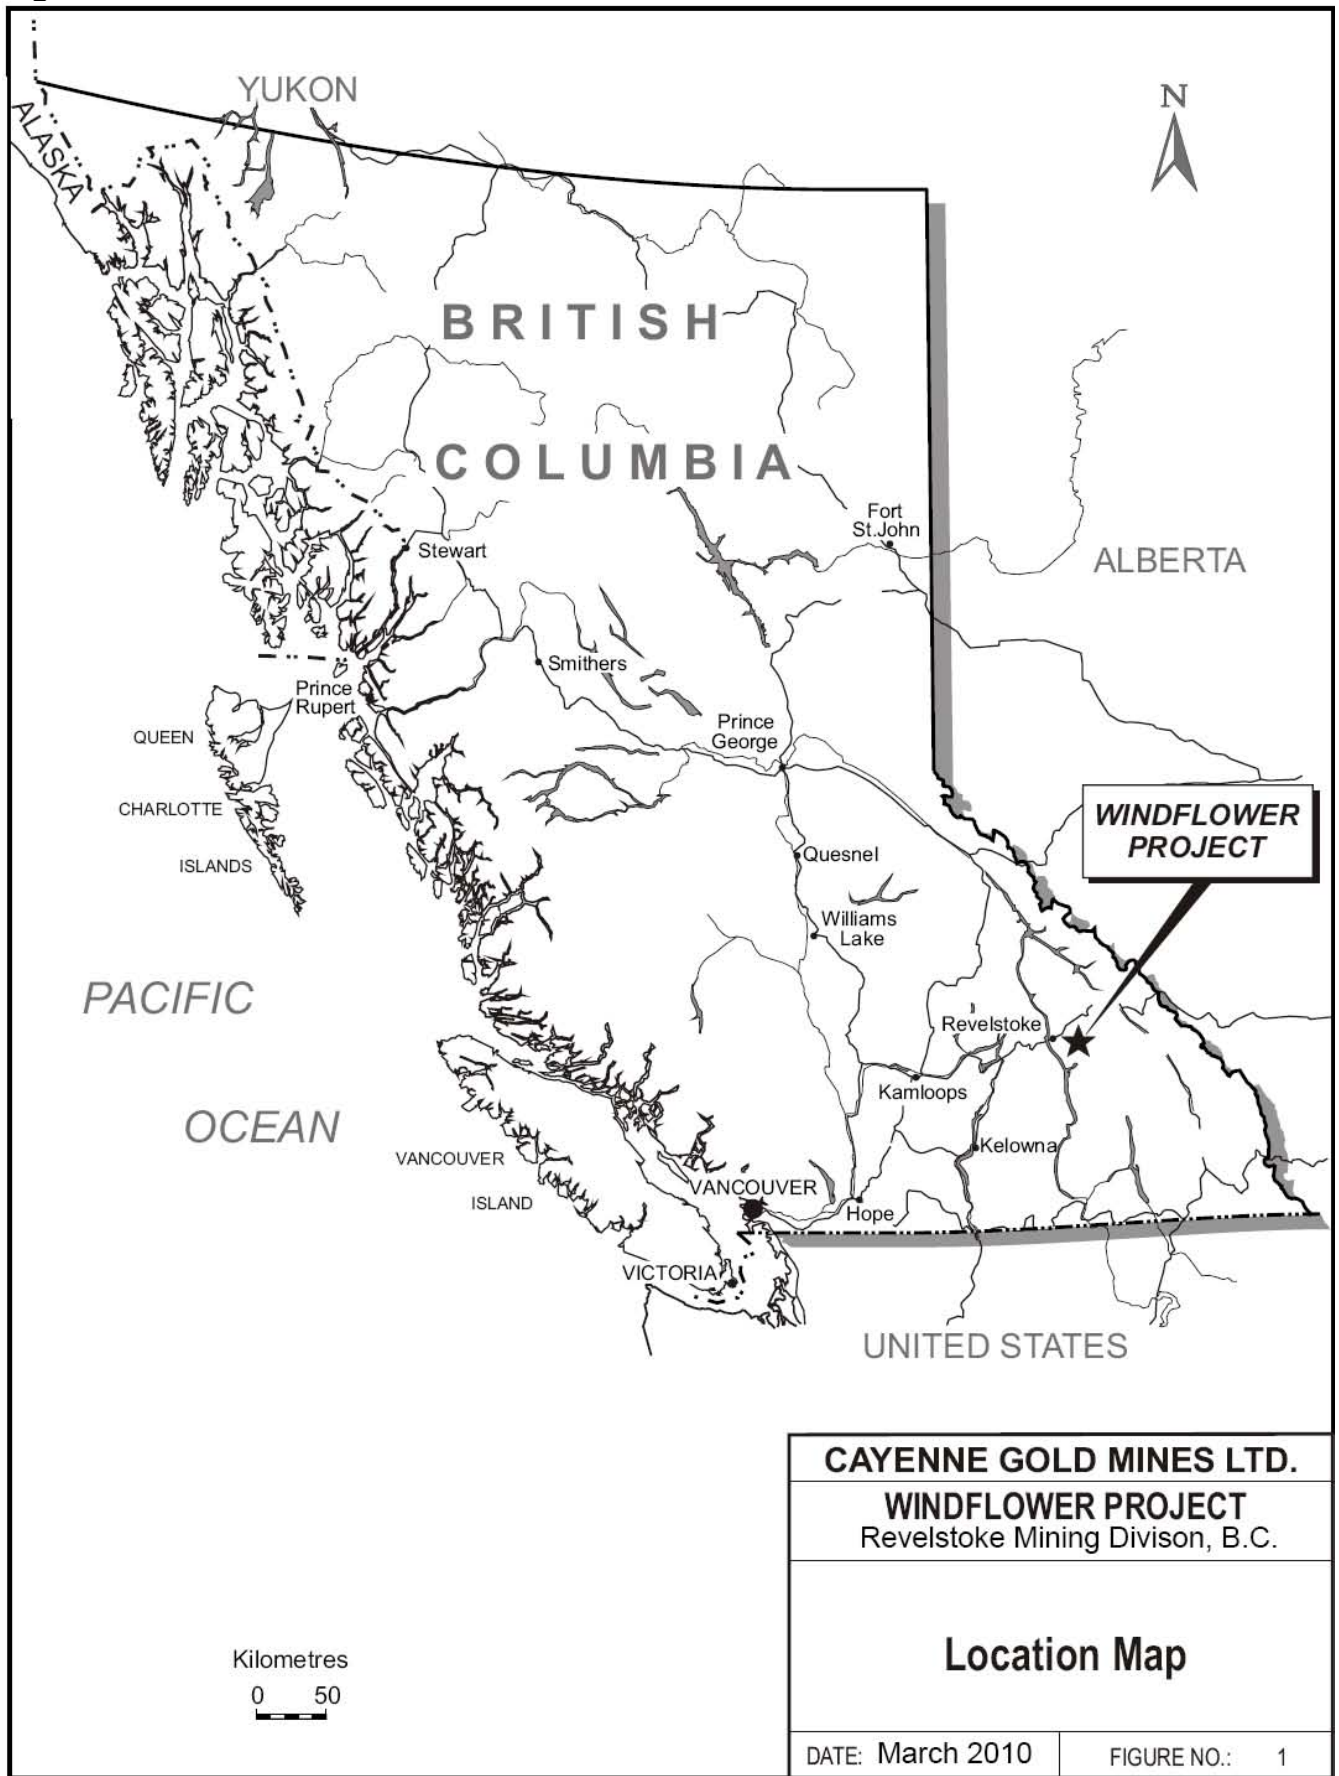 YUKON
N
ALASKA
BRITISH
COLUMBIA
Fort
St.John
Stewart
ALBERTA
Smithers
Prince
Rupert
Prince
George
QUEEN
CHARLOTTE
ISLANDS
WINDFLOWER
PROJECT
Quesnel
Williams
Lake
PACIFIC
OCEAN
Revelstoke
Kamloops
Kelowna
VANCOUVER
ISLAND
VANCOUVER
Hope
VICTORIA
UNITED STATES
CAYENNE GOLD MINES LTD.
WINDFLOWER PROJECT
Revelstoke Mining Divison, B.C.
Location Map
Kilometres
0 50
DATE: March 2010
FIGURE NO.: 1